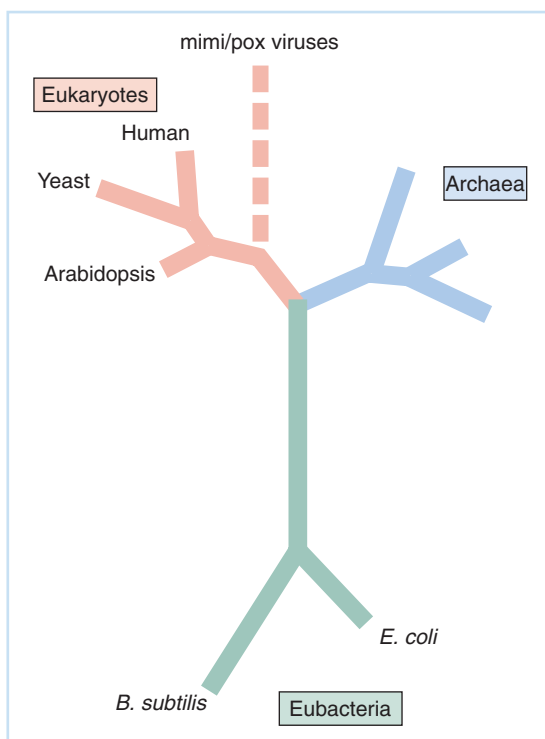 mimi/pox viruses
Eukaryotes
Human
Yeast
Archaea
Arabidopsis
E. coli
B. subtilis
Eubacteria